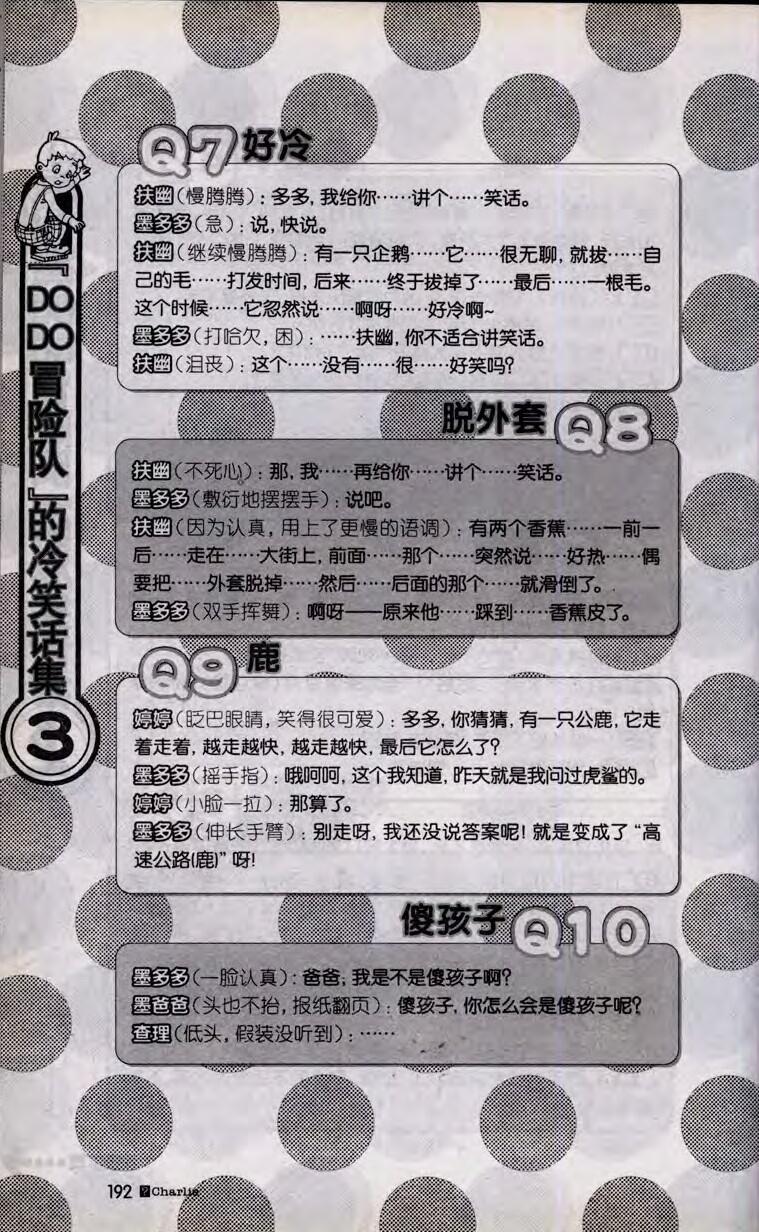 『DO DO冒险队』的冷笑话集
3
Q7 好冷
扶幽(慢腾腾):多多,我给你……讲个……笑话。
墨多多(急):说,快说。
扶幽(继续慢腾腾):有一只企鹅……它……很无聊,就拔……自
己的毛……打发时间,后来……终于拔掉了……最后……一根毛。
这个时候……它忽然说……啊呀……好冷啊~
墨多多(打哈欠,困):……扶幽,你不适合讲笑话。
扶幽(沮丧):这个……没有……很……好笑吗?
脱外套 Q8
扶幽(不死心):那,我……再给你……讲个……笑话。
墨多多(敷衍地摆摆手):说吧。
扶幽(因为认真,用上了更慢的语调):有两个香蕉……一前一
后……走在……大街上,前面……那个……突然说……好热……偶
要把……外套脱掉……然后……后面的那个……就滑倒了。
墨多多(双手挥舞):啊呀——原来他……踩到……香蕉皮了。
Q9 鹿
婷婷(眨巴眼睛,笑得很可爱):多多,你猜猜,有一只公鹿,它走
着走着,越走越快,越走越快,最后它怎么了?
墨多多(摇手指):哦呵呵,这个我知道,昨天就是我问过虎鲨的。
婷婷(小脸一拉):那算了。
墨多多(伸长手臂):别走呀,我还没说答案呢!就是变成了“高
速公路(鹿)”呀!
傻孩子 Q10
墨多多(一脸认真):爸爸,我是不是傻孩子啊?
墨爸爸(头也不抬,报纸翻页):傻孩子,你怎么会是傻孩子呢?
查理(低头,假装没听到):……
192 ?Charlie